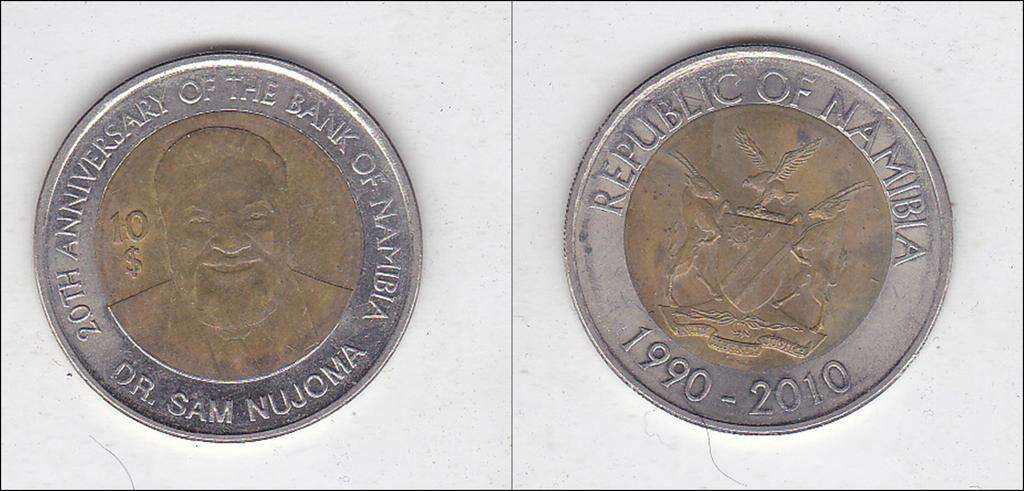 20TH ANNIVERSARY OF THE BANK OF NAMIBIA
10
$
DR. SAM NUJOMA
REPUBLIC OF NAMIBIA
1990 - 2010